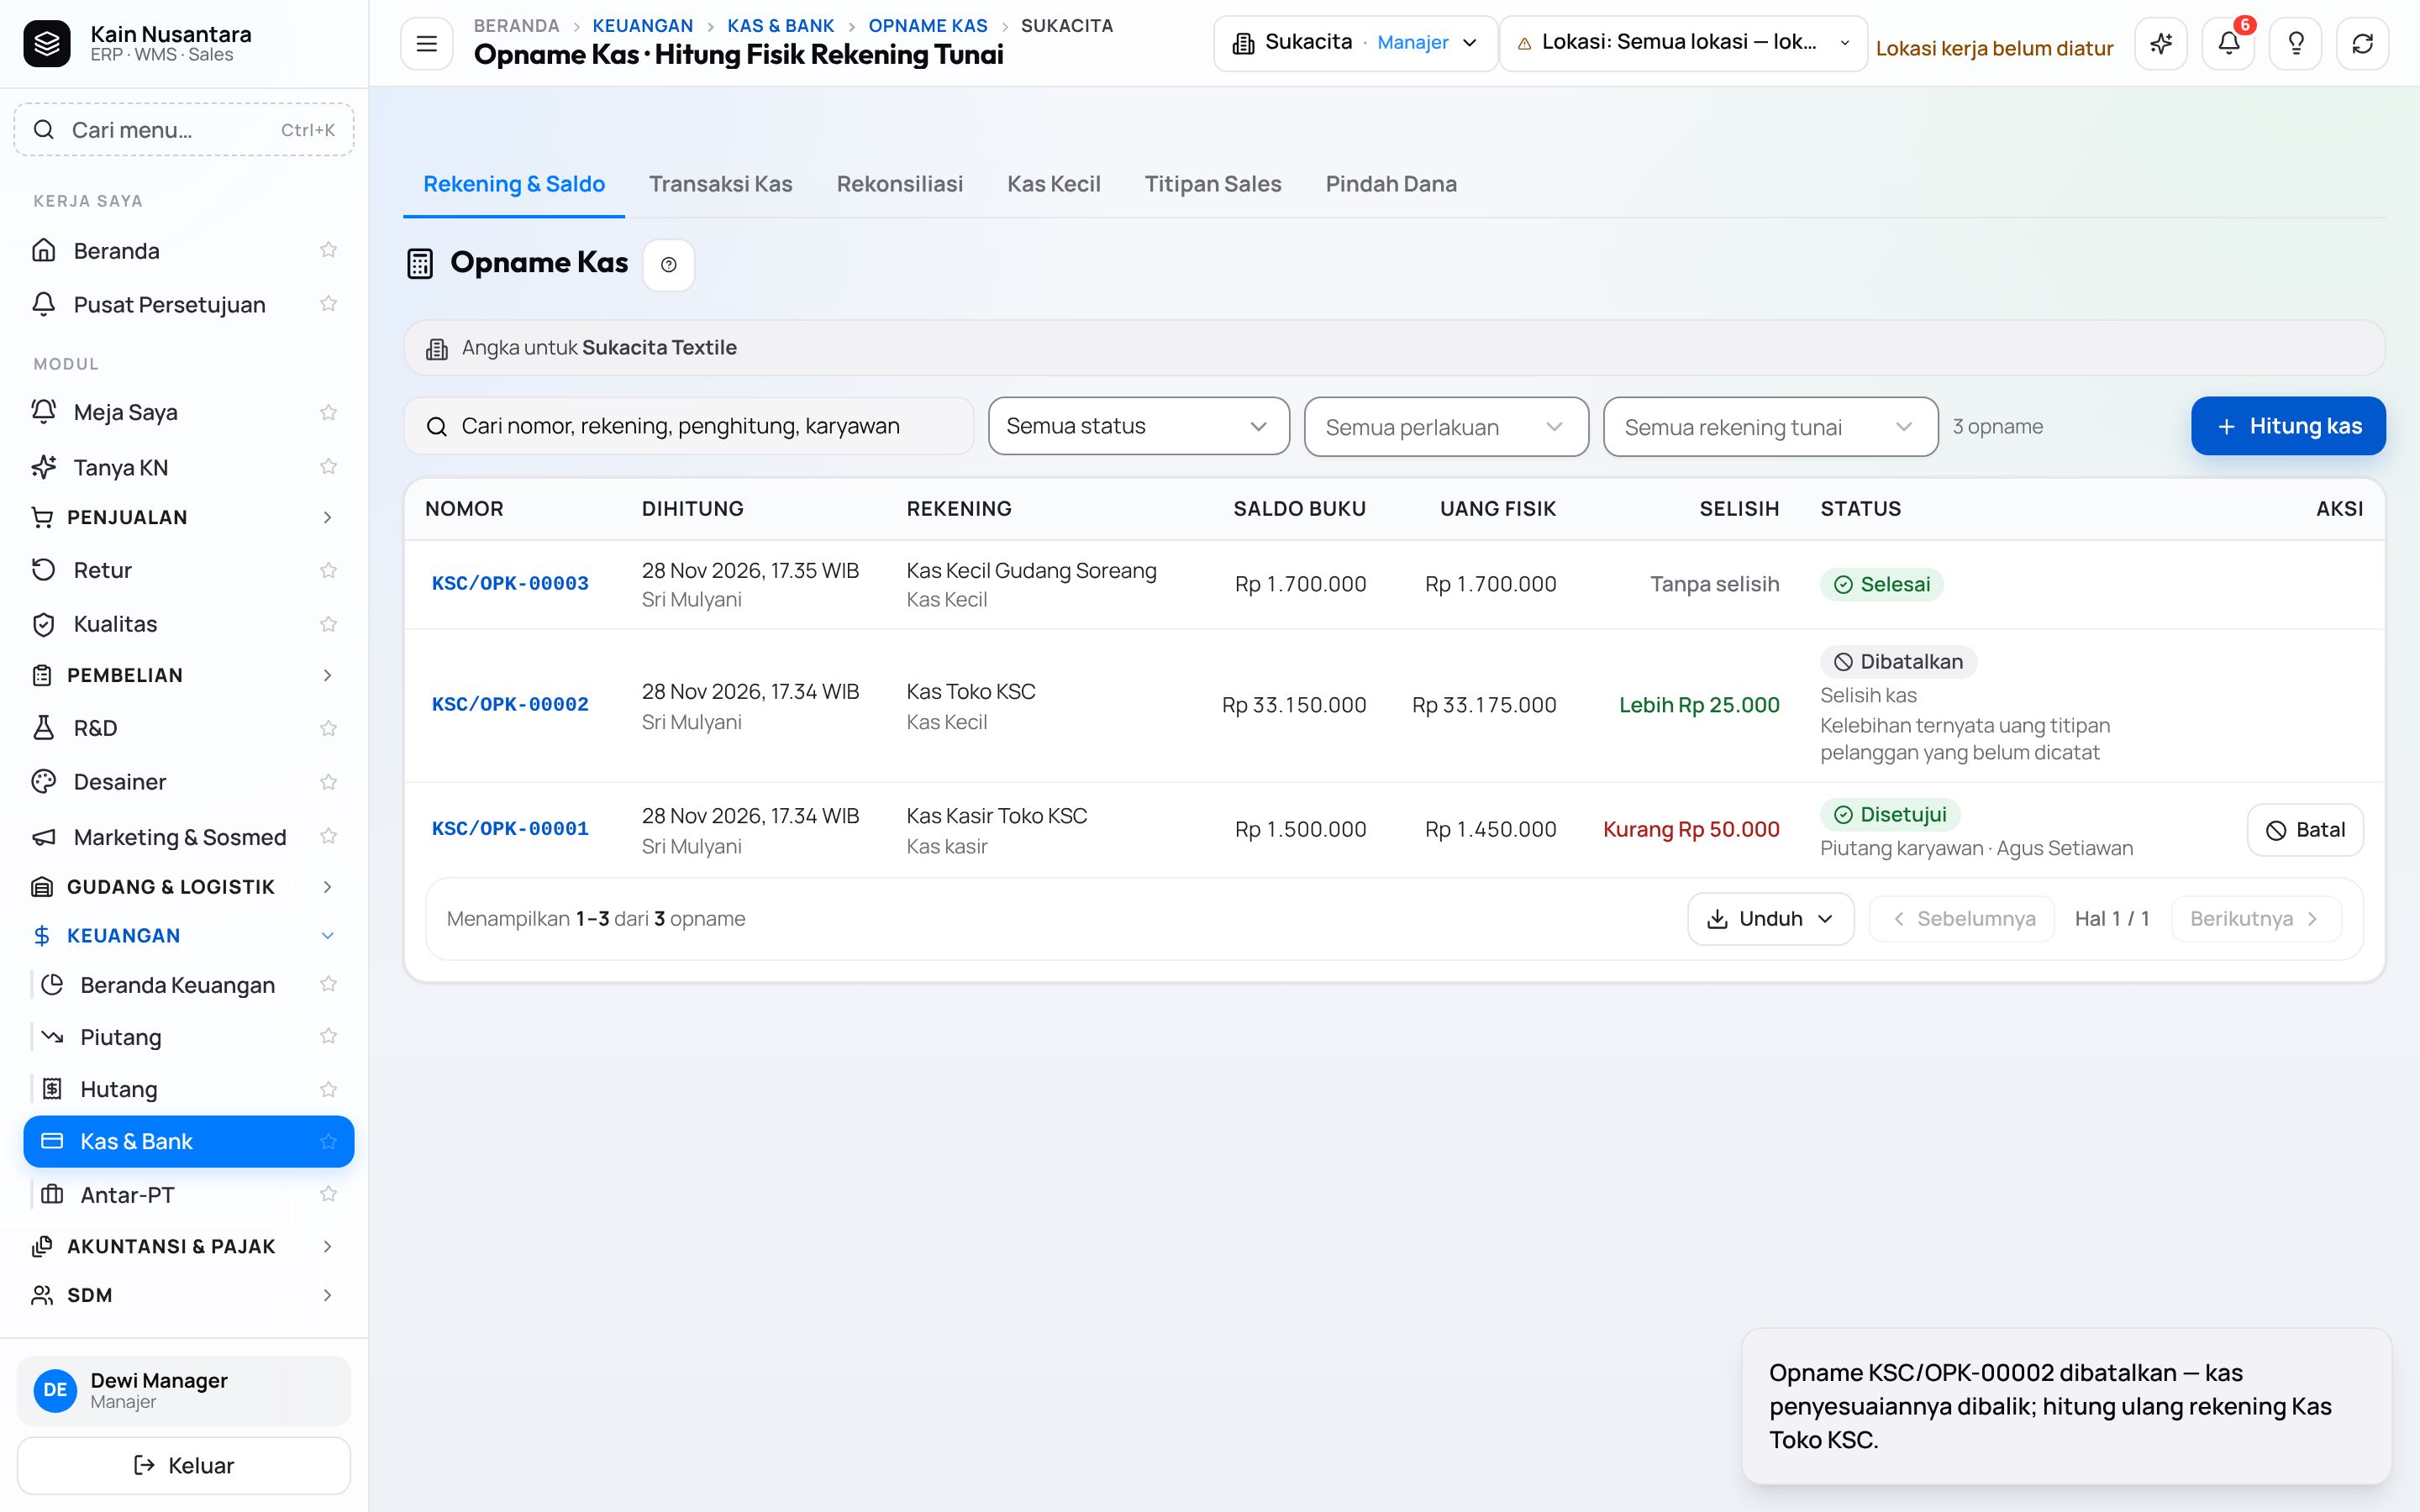 Kain Nusantara
ERP · WMS · Sales
Cari menu...
Ctrl+K
KERJA SAYA
Beranda
Pusat Persetujuan
MODUL
Meja Saya
Tanya KN
PENJUALAN
Retur
Kualitas
PEMBELIAN
R&D
Desainer
Marketing & Sosmed
GUDANG & LOGISTIK
KEUANGAN
Beranda Keuangan
Piutang
Hutang
Kas & Bank
Antar-PT
AKUNTANSI & PAJAK
SDM
DE
Dewi Manager
Manajer
Keluar
BERANDA > KEUANGAN > KAS & BANK > OPNAME KAS > SUKACITA
Opname Kas · Hitung Fisik Rekening Tunai
Sukacita · Manajer
Lokasi: Semua lokasi — lok...
Lokasi kerja belum diatur
6
Rekening & Saldo
Transaksi Kas
Rekonsiliasi
Kas Kecil
Titipan Sales
Pindah Dana
Opname Kas
Angka untuk Sukacita Textile
Cari nomor, rekening, penghitung, karyawan
Semua status
Semua perlakuan
Semua rekening tunai
3 opname
Hitung kas
NOMOR DIHITUNG REKENING SALDO BUKU UANG FISIK SELISIH STATUS AKSI
KSC/OPK-00003
28 Nov 2026, 17.35 WIB
Sri Mulyani
Kas Kecil Gudang Soreang
Kas Kecil
Rp 1.700.000
Rp 1.700.000
Tanpa selisih
Selesai
KSC/OPK-00002
28 Nov 2026, 17.34 WIB
Sri Mulyani
Kas Toko KSC
Kas Kecil
Rp 33.150.000
Rp 33.175.000
Lebih Rp 25.000
Dibatalkan
Selisih kas
Kelebihan ternyata uang titipan
pelanggan yang belum dicatat
KSC/OPK-00001
28 Nov 2026, 17.34 WIB
Sri Mulyani
Kas Kasir Toko KSC
Kas kasir
Rp 1.500.000
Rp 1.450.000
Kurang Rp 50.000
Disetujui
Piutang karyawan · Agus Setiawan
Batal
Menampilkan 1–3 dari 3 opname
Unduh
Sebelumnya
Hal 1 / 1
Berikutnya
Opname KSC/OPK-00002 dibatalkan — kas
penyesuaiannya dibalik; hitung ulang rekening Kas
Toko KSC.